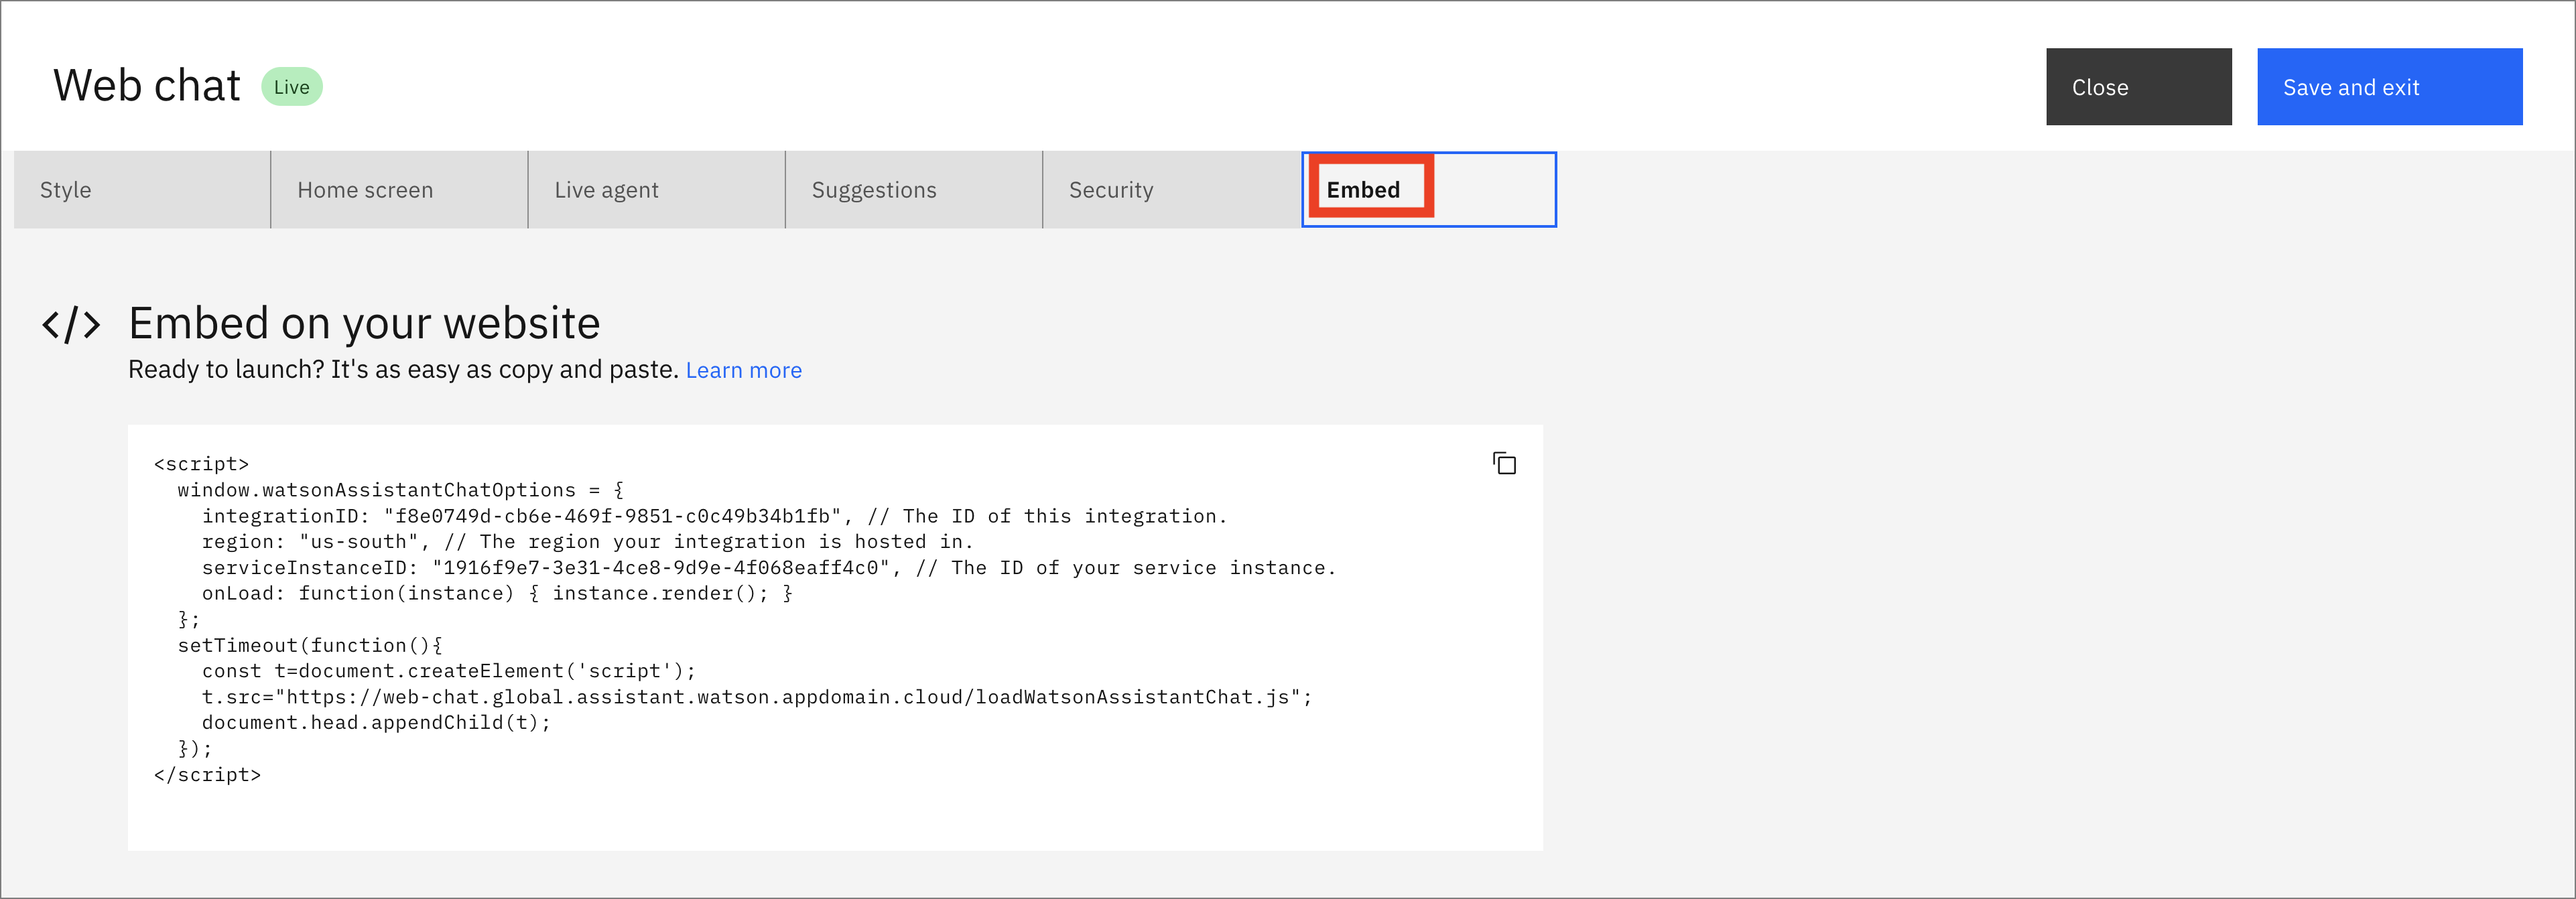 Web chat Live Close Save and exit
Style Home screen Live agent Suggestions Security Embed
</> Embed on your website
Ready to launch? It's as easy as copy and paste. Learn more
<script>
  window.watsonAssistantChatOptions = {
    integrationID: "f8e0749d-cb6e-469f-9851-c0c49b34b1fb", // The ID of this integration.
    region: "us-south", // The region your integration is hosted in.
    serviceInstanceID: "1916f9e7-3e31-4ce8-9d9e-4f068eaff4c0", // The ID of your service instance.
    onLoad: function(instance) { instance.render(); }
  };
  setTimeout(function(){
    const t=document.createElement('script');
    t.src="https://web-chat.global.assistant.watson.appdomain.cloud/loadWatsonAssistantChat.js";
    document.head.appendChild(t);
  });
</script>